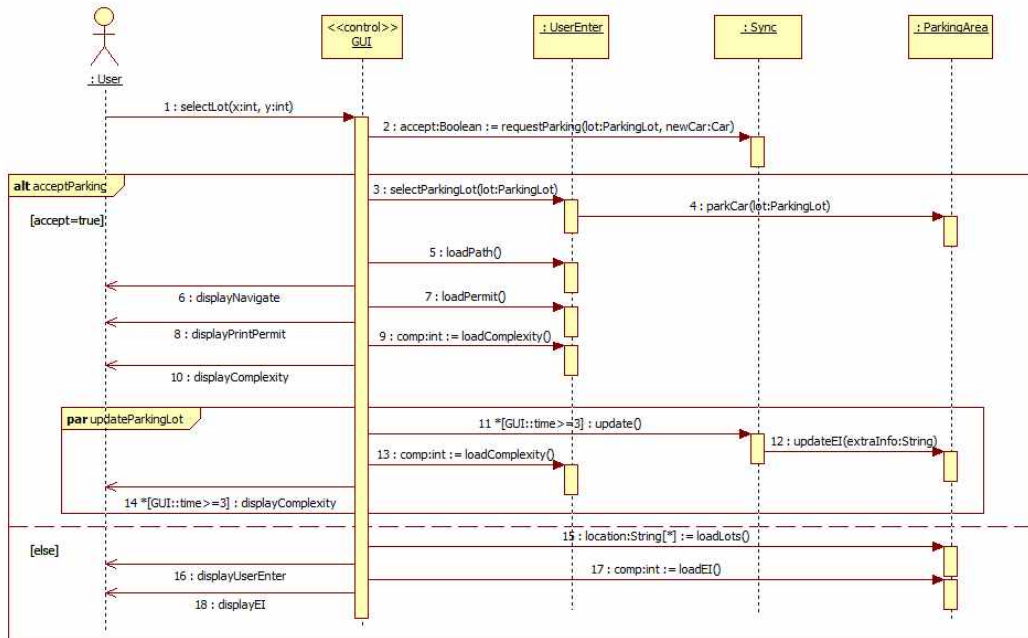 <<control>>
GUI
: UserEnter
: Sync
: ParkingArea
: User
1 : selectLot(x:int, y:int)
2 : accept:Boolean := requestParking(lot:ParkingLot, newCar:Car)
alt acceptParking
[accept=true]
3 : selectParkingLot(lot:ParkingLot)
4 : parkCar(lot:ParkingLot)
5 : loadPath()
6 : displayNavigate
7 : loadPermit()
8 : displayPrintPermit
9 : comp:int := loadComplexity()
10 : displayComplexity
par updateParkingLot
11 *[GUI::time>=3] : update()
12 : updateEI(extraInfo:String)
13 : comp:int := loadComplexity()
14 *[GUI::time>=3] : displayComplexity
[else]
15 : location:String[*] := loadLots()
16 : displayUserEnter
17 : comp:int := loadEI()
18 : displayEI